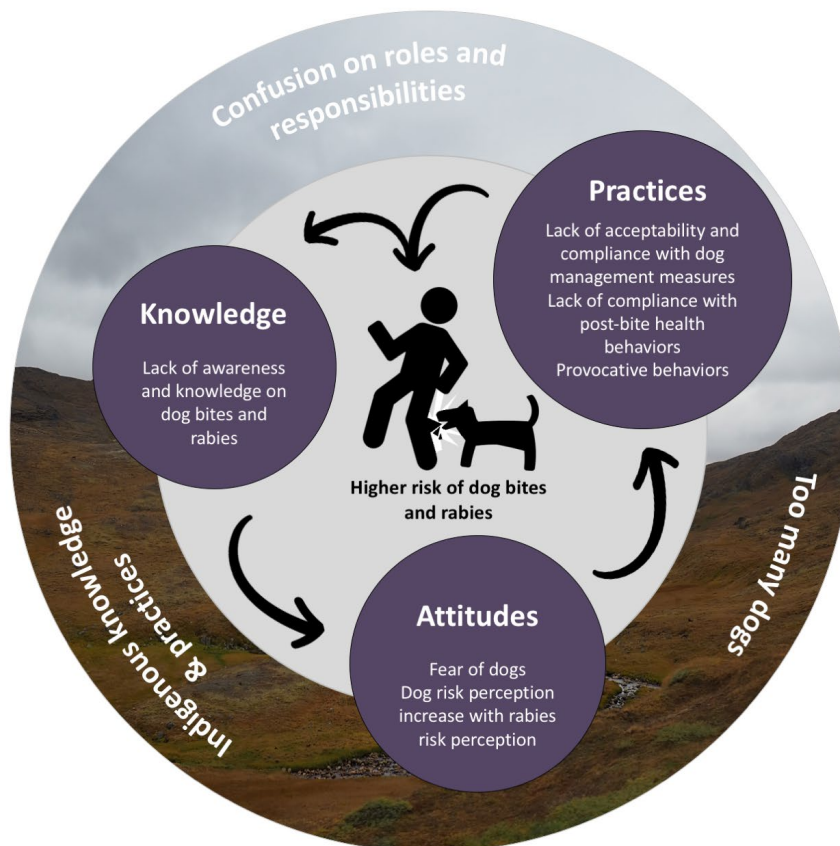 Confusion on roles and
responsibilities
Practices
Lack of acceptability and
compliance with dog
management measures
Lack of compliance with
post-bite health
behaviors
Provocative behaviors
Knowledge
Lack of awareness
and knowledge on
dog bites and
rabies
Higher risk of dog bites
and rabies
Attitudes
Fear of dogs
Dog risk perception
increase with rabies
risk perception
Indigenous knowledge
& practices
Too many dogs